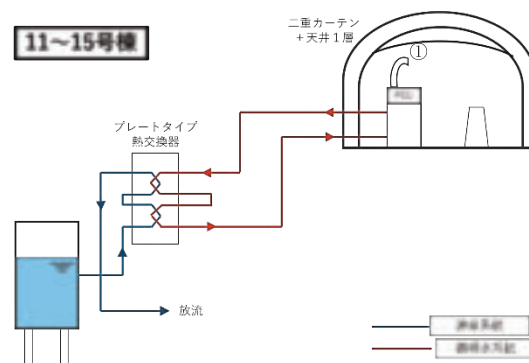 11～15号棟
二重カーテン
＋天井１層
①
プレートタイプ
熱交換器
放流